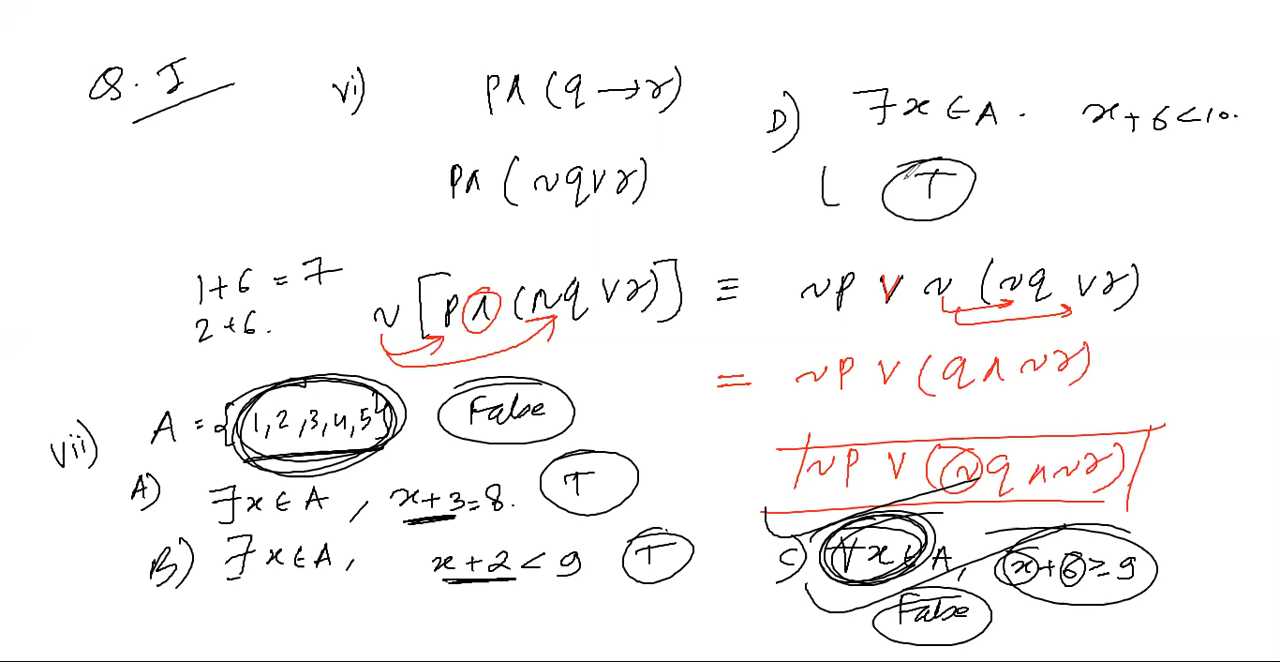 Q.I
vi) p∧(q→r)
p∧(~q∨r)
~[p∧(~q∨r)] ≡ ~p ∨ ~(~q∨r)
= ~p∨(q∧~r)
~p ∨ (~q∧~r)
1+6=7
2+6.
vii) A={1,2,3,4,5} False
A) ∃x∈A, x+3=8. T
B) ∃x∈A, x+2<9 T
C) ∀x∈A, x+6≥9
False
D) ∃x∈A. x+6<10.
T